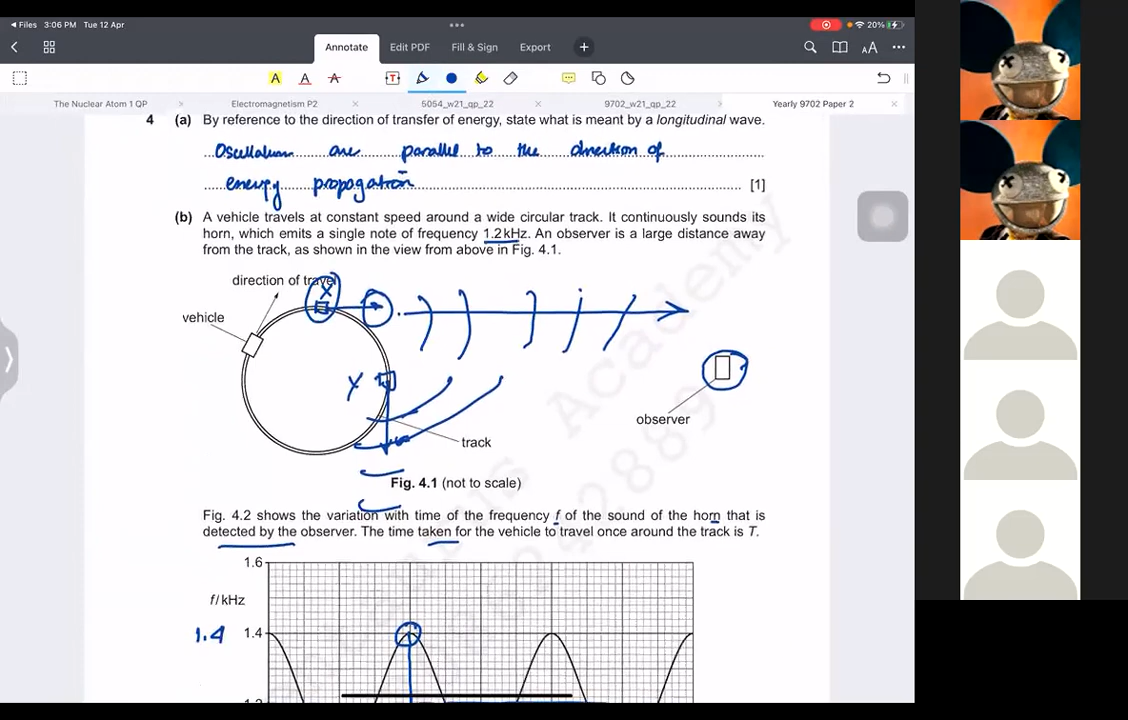 Files 3:06 PM Tue 12 Apr 20%
Annotate Edit PDF Fill & Sign Export
The Nuclear Atom 1 QP Electromagnetism P2 5054_w21_qp_22 9702_w21_qp_22 Yearly 9702 Paper 2
4 (a) By reference to the direction of transfer of energy, state what is meant by a longitudinal wave.
Oscillation are parallel to the direction of
energy propogation [1]
(b) A vehicle travels at constant speed around a wide circular track. It continuously sounds its
horn, which emits a single note of frequency 1.2 kHz. An observer is a large distance away
from the track, as shown in the view from above in Fig. 4.1.
direction of travel
X
vehicle
Y
observer
track
Fig. 4.1 (not to scale)
Fig. 4.2 shows the variation with time of the frequency f of the sound of the horn that is
detected by the observer. The time taken for the vehicle to travel once around the track is T.
1.6
f / kHz
1.4 1.4
Academy